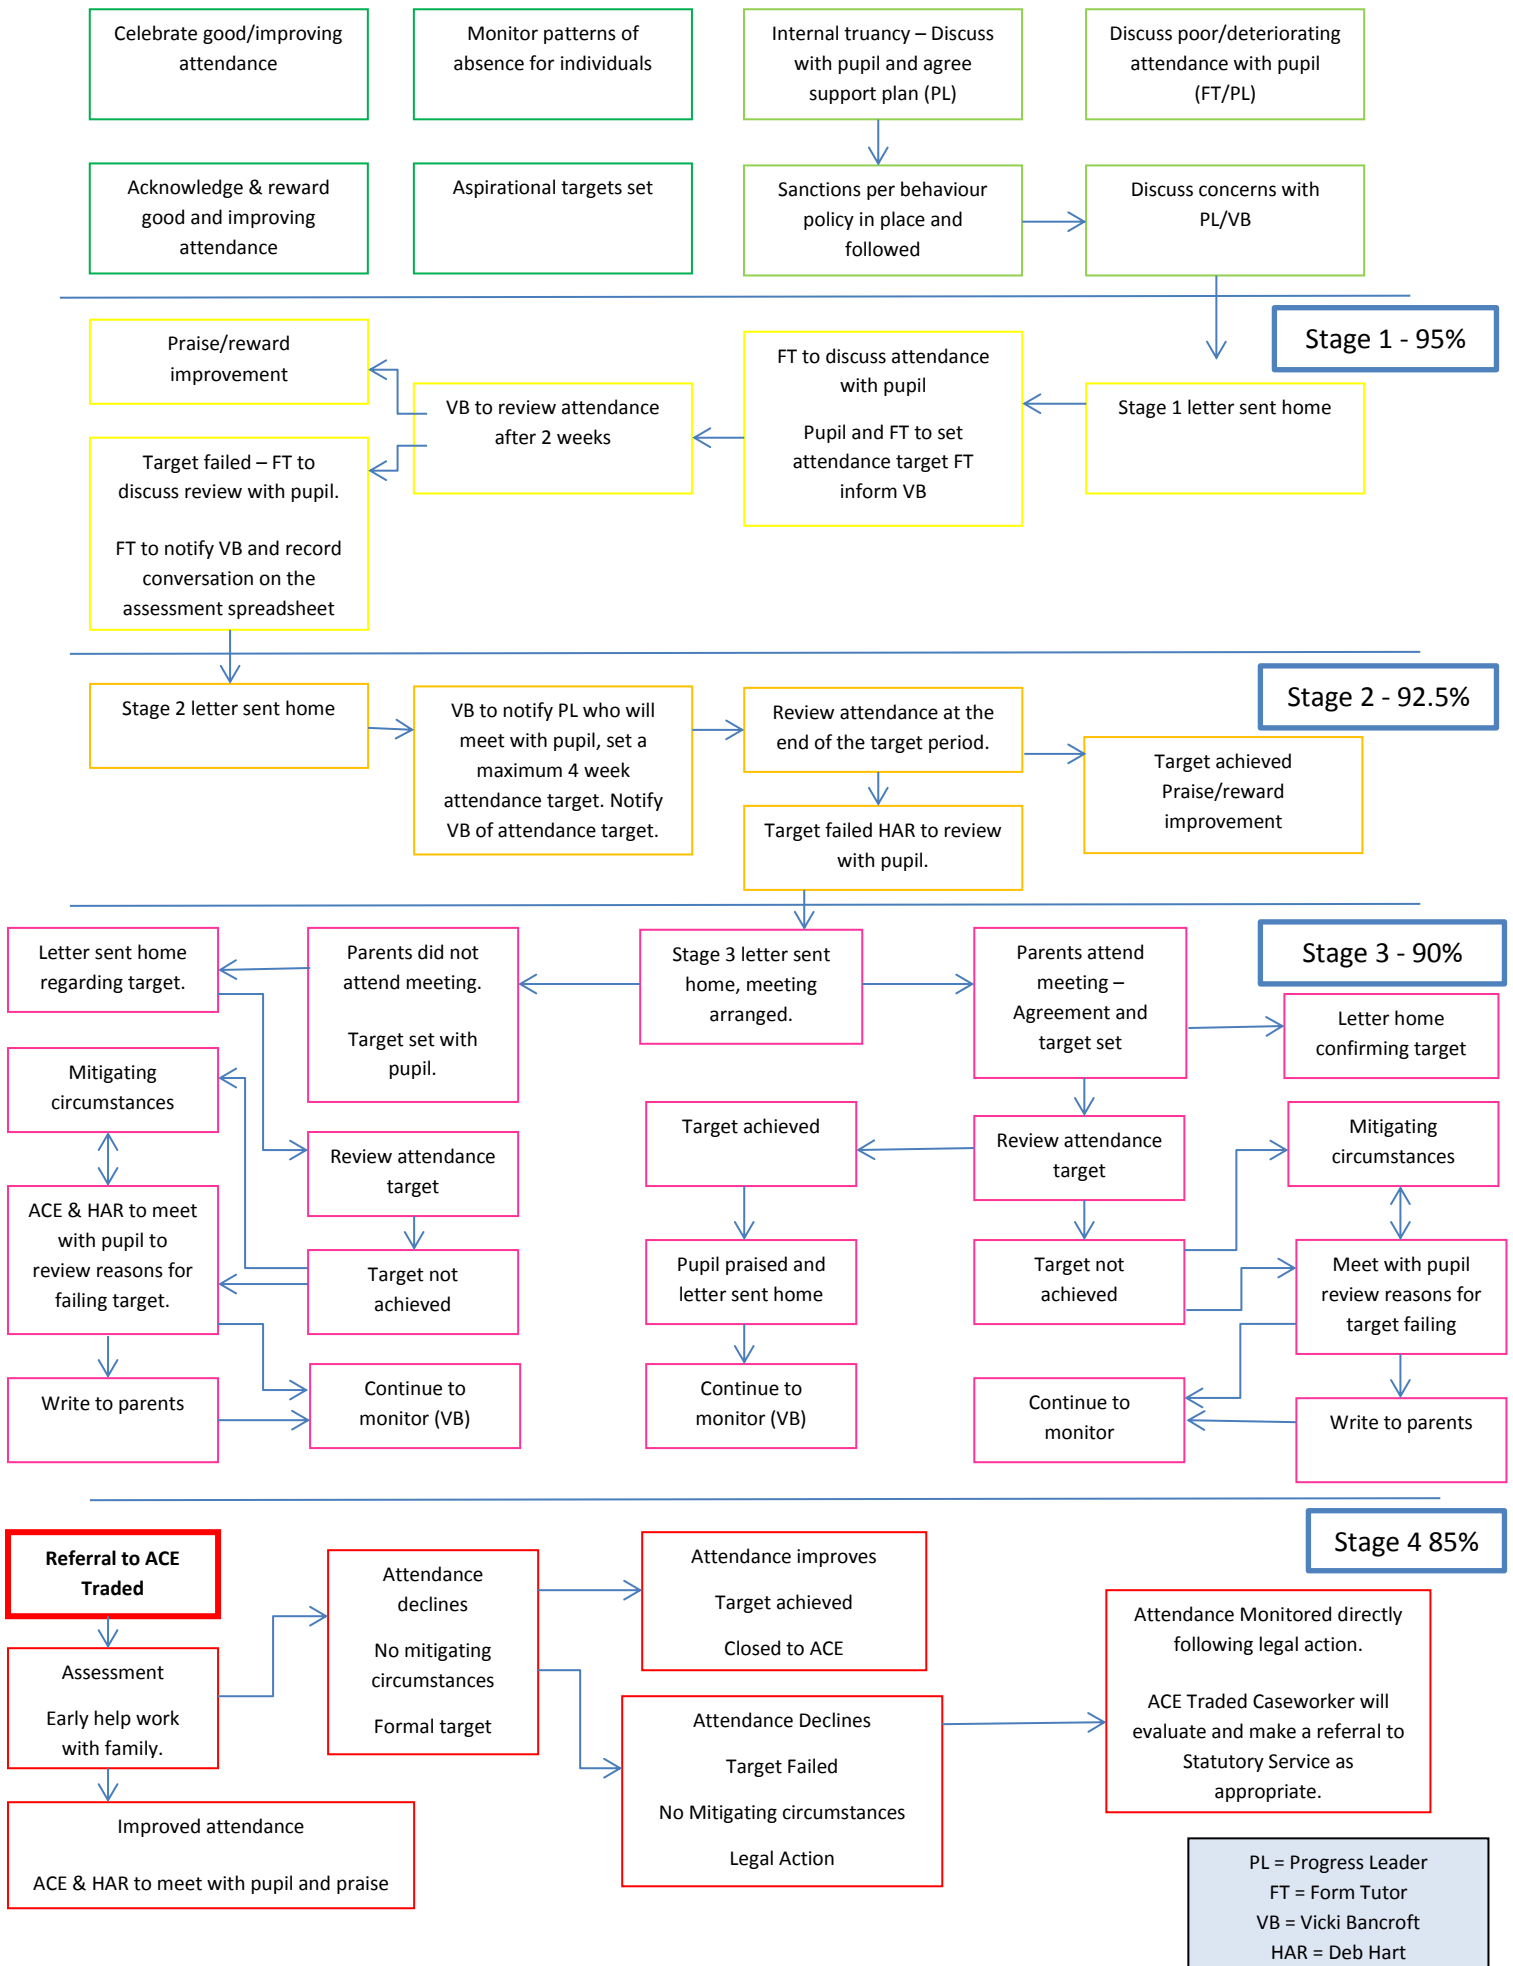 Celebrate good/improving
attendance
Monitor patterns of
absence for individuals
Internal truancy – Discuss
with pupil and agree
support plan (PL)
Discuss poor/deteriorating
attendance with pupil
(FT/PL)
Acknowledge & reward
good and improving
attendance
Aspirational targets set
Sanctions per behaviour
policy in place and
followed
Discuss concerns with
PL/VB
Stage 1 - 95%
Praise/reward
improvement
VB to review attendance
after 2 weeks
FT to discuss attendance
with pupil
Pupil and FT to set
attendance target FT
inform VB
Stage 1 letter sent home
Target failed – FT to
discuss review with pupil.
FT to notify VB and record
conversation on the
assessment spreadsheet
Stage 2 - 92.5%
Stage 2 letter sent home
VB to notify PL who will
meet with pupil, set a
maximum 4 week
attendance target. Notify
VB of attendance target.
Review attendance at the
end of the target period.
Target achieved
Praise/reward
improvement
Target failed HAR to review
with pupil.
Stage 3 - 90%
Letter sent home
regarding target.
Parents did not
attend meeting.
Target set with
pupil.
Stage 3 letter sent
home, meeting
arranged.
Parents attend
meeting –
Agreement and
target set
Letter home
confirming target
Mitigating
circumstances
Review attendance
target
Target achieved
Review attendance
target
Mitigating
circumstances
ACE & HAR to meet
with pupil to
review reasons for
failing target.
Target not
achieved
Pupil praised and
letter sent home
Target not
achieved
Meet with pupil
review reasons for
target failing
Write to parents
Continue to
monitor (VB)
Continue to
monitor (VB)
Continue to
monitor
Write to parents
Stage 4 85%
Referral to ACE
Traded
Attendance
declines
No mitigating
circumstances
Formal target
Attendance improves
Target achieved
Closed to ACE
Attendance Monitored directly
following legal action.
ACE Traded Caseworker will
evaluate and make a referral to
Statutory Service as
appropriate.
Assessment
Early help work
with family.
Attendance Declines
Target Failed
No Mitigating circumstances
Legal Action
Improved attendance
ACE & HAR to meet with pupil and praise
PL = Progress Leader
FT = Form Tutor
VB = Vicki Bancroft
HAR = Deb Hart